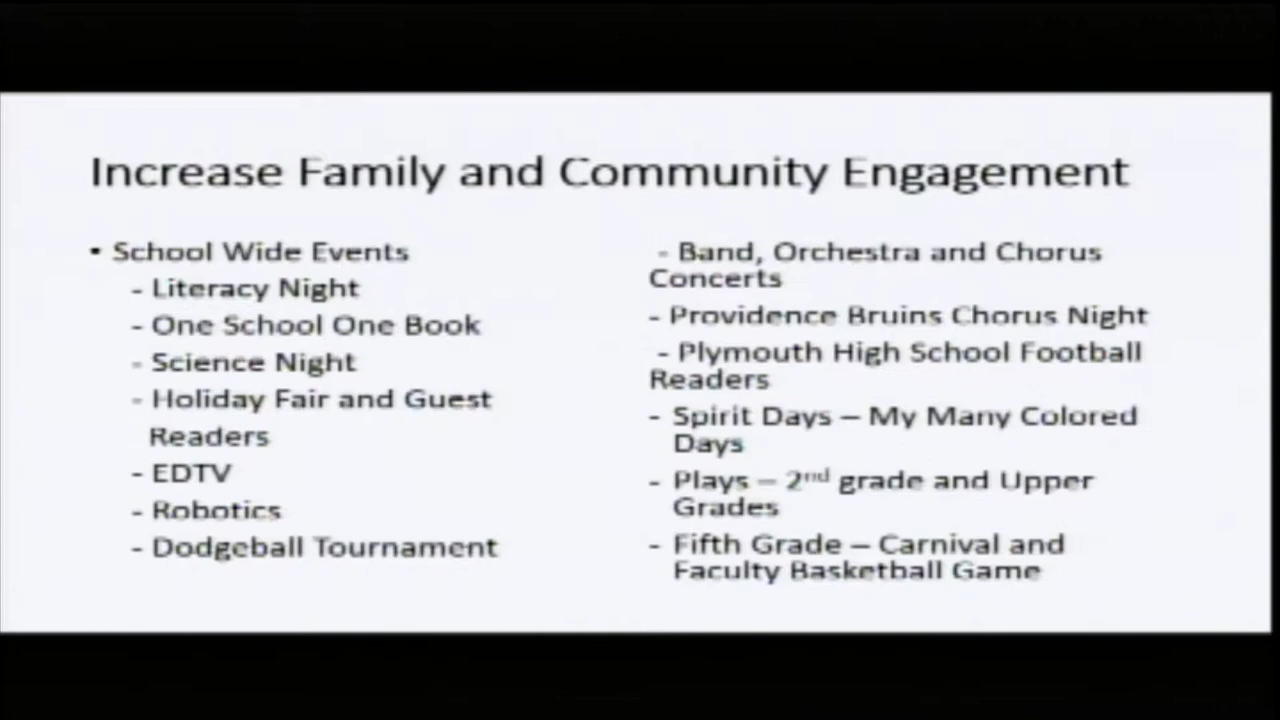 Increase Family and Community Engagement
• School Wide Events
- Literacy Night
- One School One Book
- Science Night
- Holiday Fair and Guest
Readers
- EDTV
- Robotics
- Dodgeball Tournament
- Band, Orchestra and Chorus
Concerts
- Providence Bruins Chorus Night
- Plymouth High School Football
Readers
- Spirit Days – My Many Colored
Days
- Plays – 2nd grade and Upper
Grades
- Fifth Grade – Carnival and
Faculty Basketball Game